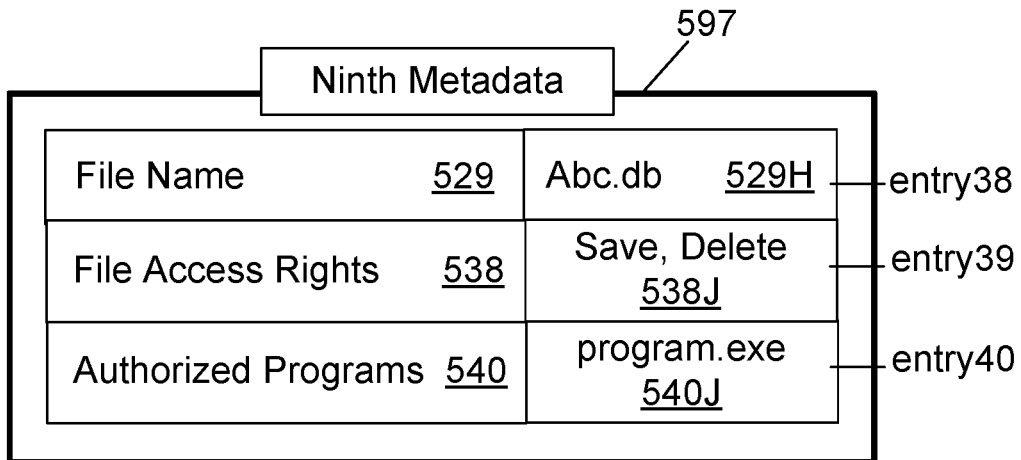 597
Ninth Metadata
File Name 529 Abc.db 529H entry38
File Access Rights 538 Save, Delete 538J entry39
Authorized Programs 540 program.exe 540J entry40